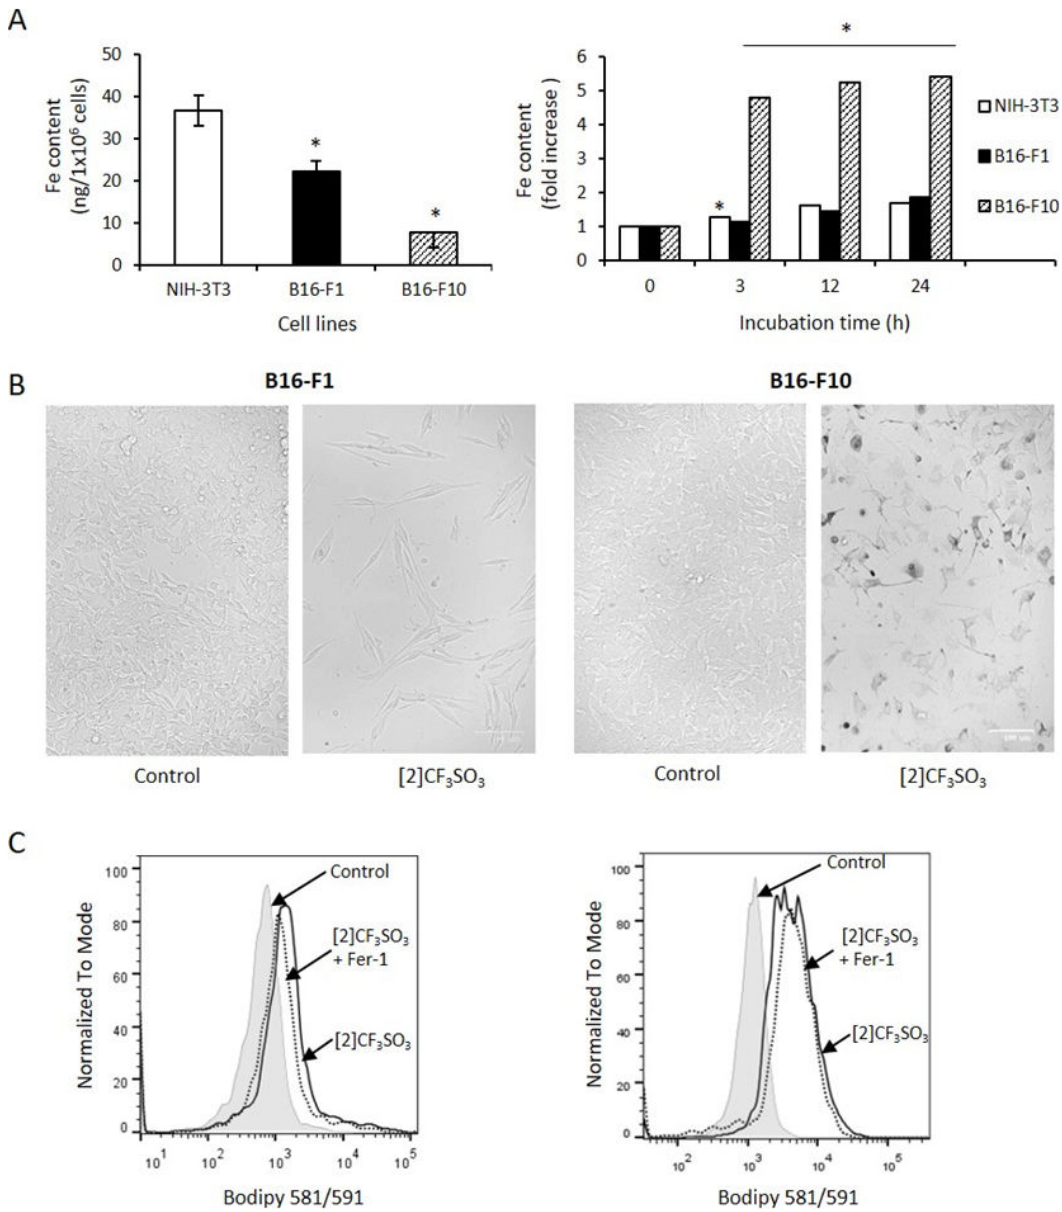 A
Fe content
(ng/1x10⁶ cells)
50
40
30
20
10
0
*
*
NIH-3T3 B16-F1 B16-F10
Cell lines
Fe content
(fold increase )
6
5
4
3
2
1
0
*
*
0 3 12 24
Incubation time (h)
NIH-3T3
B16-F1
B16-F10
B
B16-F1
B16-F10
Control
[2]CF₃SO₃
Control
[2]CF₃SO₃
C
Normalized To Mode
100
80
60
40
20
0
Control
[2]CF₃SO₃
+ Fer-1
[2]CF₃SO₃
10¹ 10² 10³ 10⁴ 10⁵
Bodipy 581/591
Normalized To Mode
100
80
60
40
20
0
Control
[2]CF₃SO₃
+ Fer-1
[2]CF₃SO₃
10² 10³ 10⁴ 10⁵
Bodipy 581/591